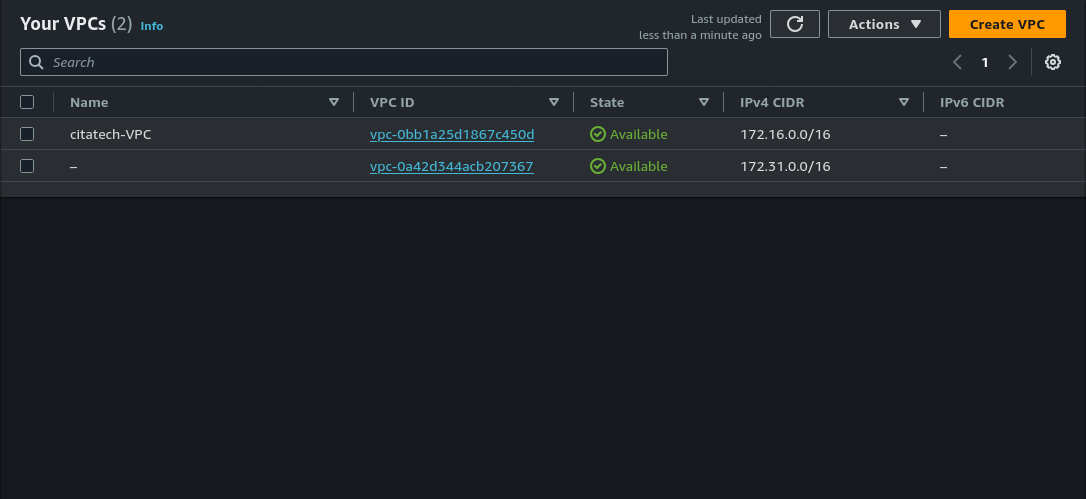 Your VPCs (2) Info
Last updated
less than a minute ago
Actions
Create VPC
Search
1
Name VPC ID State IPv4 CIDR IPv6 CIDR
citatech-VPC vpc-0bb1a25d1867c450d Available 172.16.0.0/16 –
– vpc-0a42d344acb207367 Available 172.31.0.0/16 –